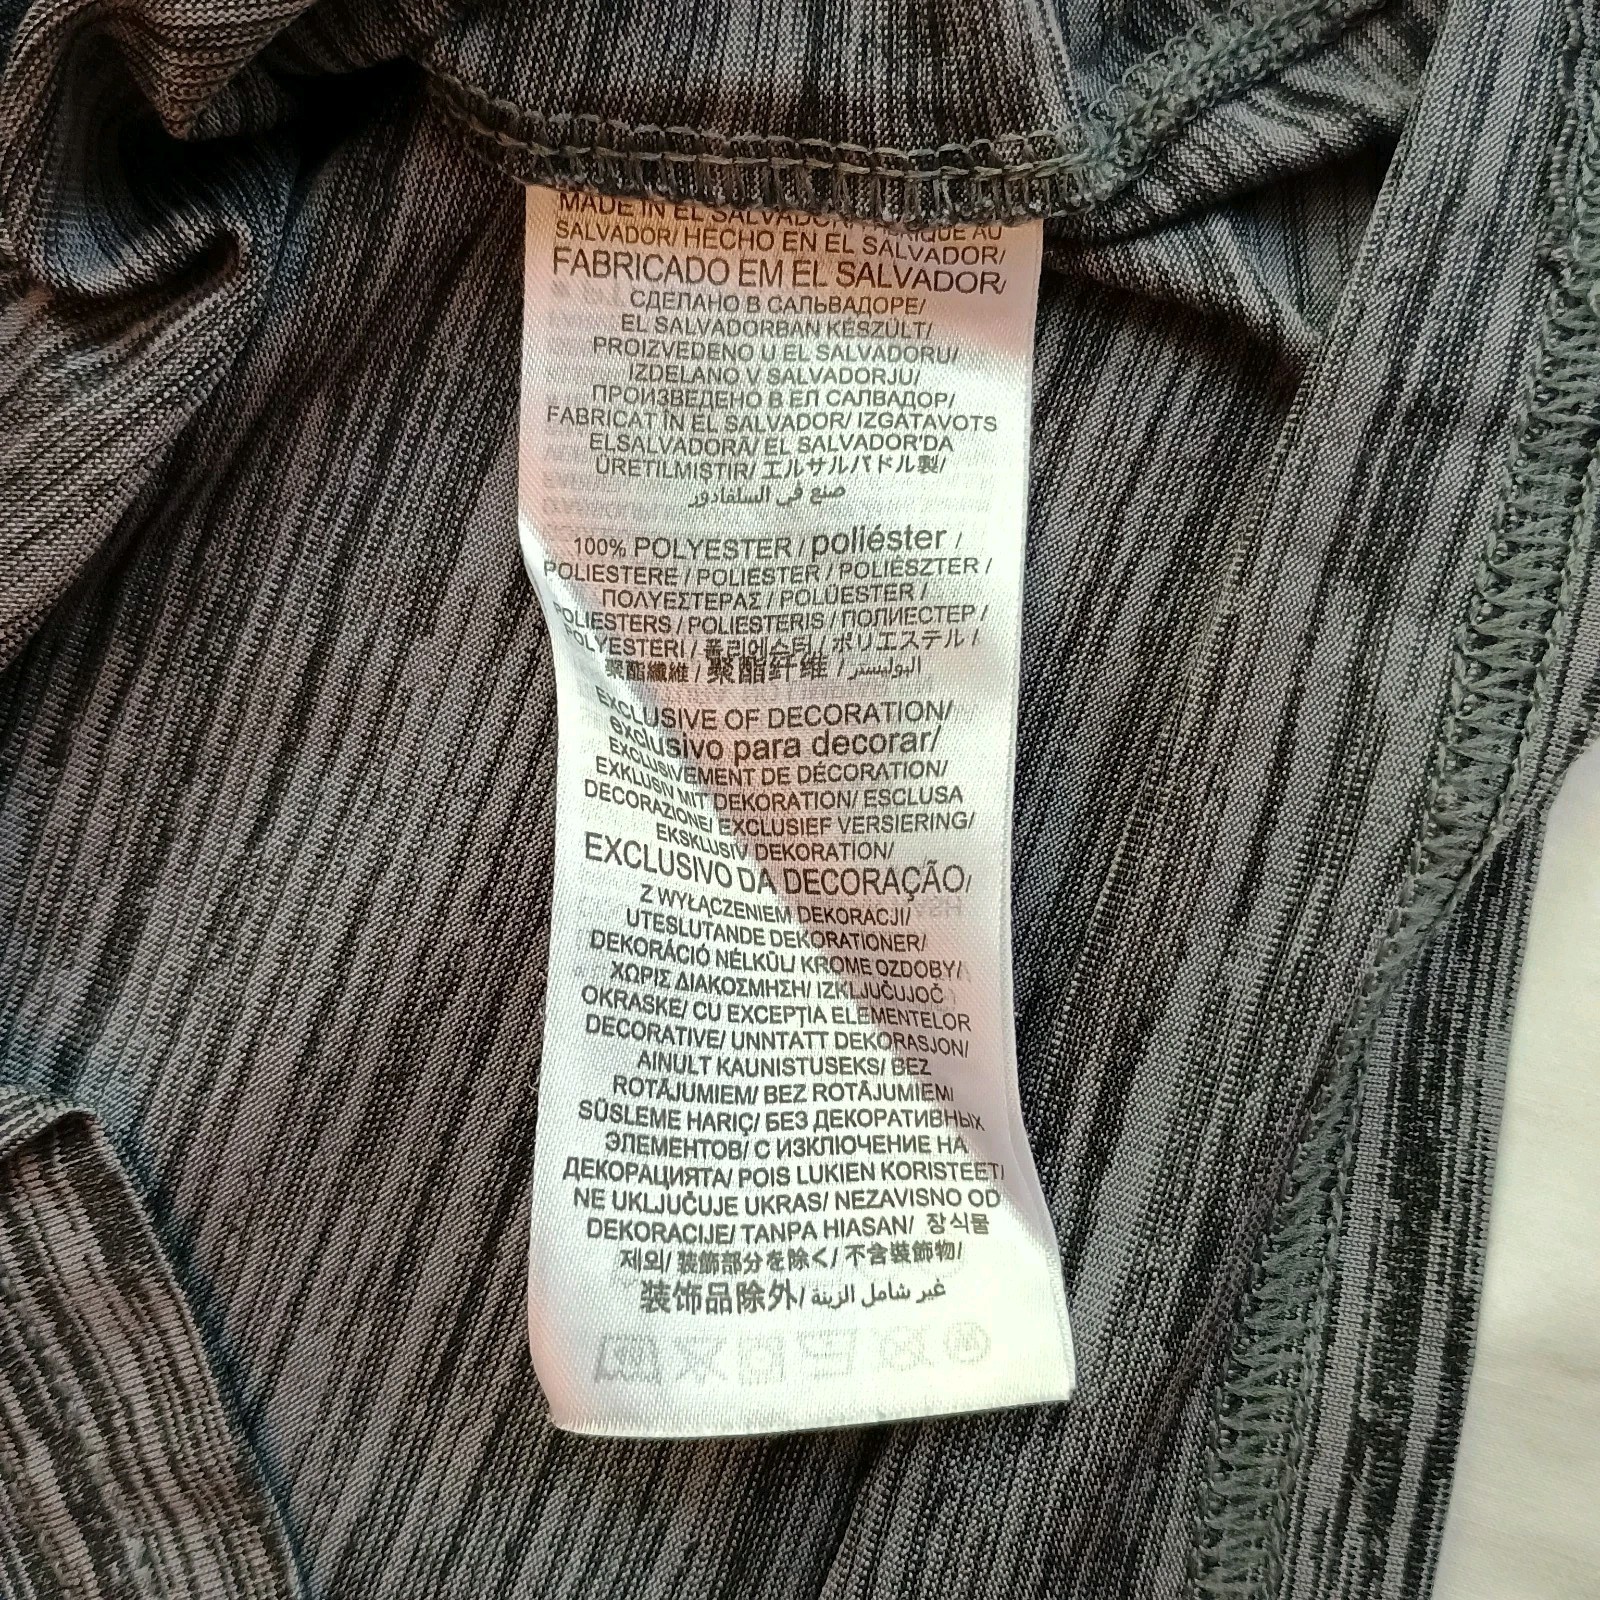 MADE IN EL SALVADOR/ FABRIQUE AU
SALVADOR/ HECHO EN EL SALVADOR/
FABRICADO EM EL SALVADOR/
СДЕЛАНО В САЛЬВАДОРЕ/
EL SALVADORBAN KÉSZÜLT/
PROIZVEDENO U EL SALVADORU/
IZDELANO V SALVADORJU/
ПРОИЗВЕДЕНО В ЕЛ САЛВАДОР/
FABRICAT ÎN EL SALVADOR/ IZGATAVOTS
ELSALVADORA/ EL SALVADOR'DA
ÜRETILMIŞTIR/ エルサルバドル製/
صنع في السلفادور
100% POLYESTER / poliéster /
POLIESTERE / POLIESTER / POLIESZTER /
ΠΟΛΥΕΣΤΕΡΑΣ / POLÜESTER /
POLIESTERS / POLIESTERIS / ПОЛИЕСТЕР /
POLYESTERI / 폴리에스터 / ポリエステル /
聚酯纖維 / 聚酯纤维 / البوليستر
EXCLUSIVE OF DECORATION/
exclusivo para decorar/
EXCLUSIVEMENT DE DÉCORATION/
EXKLUSIV MIT DEKORATION/ ESCLUSA
DECORAZIONE/ EXCLUSIEF VERSIERING/
EKSKLUSIV DEKORATION/
EXCLUSIVO DA DECORAÇÃO/
Z WYŁĄCZENIEM DEKORACJI/
UTESLUTANDE DEKORATIONER/
DEKORÁCIÓ NÉLKÜL/ KROME OZDOBY/
ΧΩΡΙΣ ΔΙΑΚΟΣΜΗΣΗ/ IZKLJUČUJOČ
OKRASKE/ CU EXCEPȚIA ELEMENTELOR
DECORATIVE/ UNNTATT DEKORASJON/
AINULT KAUNISTUSEKS/ BEZ
ROTĀJUMIEM/ BEZ ROTĀJUMIEM/
SÜSLEME HARIÇ/ БЕЗ ДЕКОРАТИВНЫХ
ЭЛЕМЕНТОВ/ С ИЗКЛЮЧЕНИЕ НА
ДЕКОРАЦИЯТА/ POIS LUKIEN KORISTEET/
NE UKLJUČUJE UKRAS/ NEZAVISNO OD
DEKORACIJE/ TANPA HIASAN/ 장식물
제외/ 装飾部分を除く/ 不含裝飾物/
装饰品除外/ غير شامل الزينة